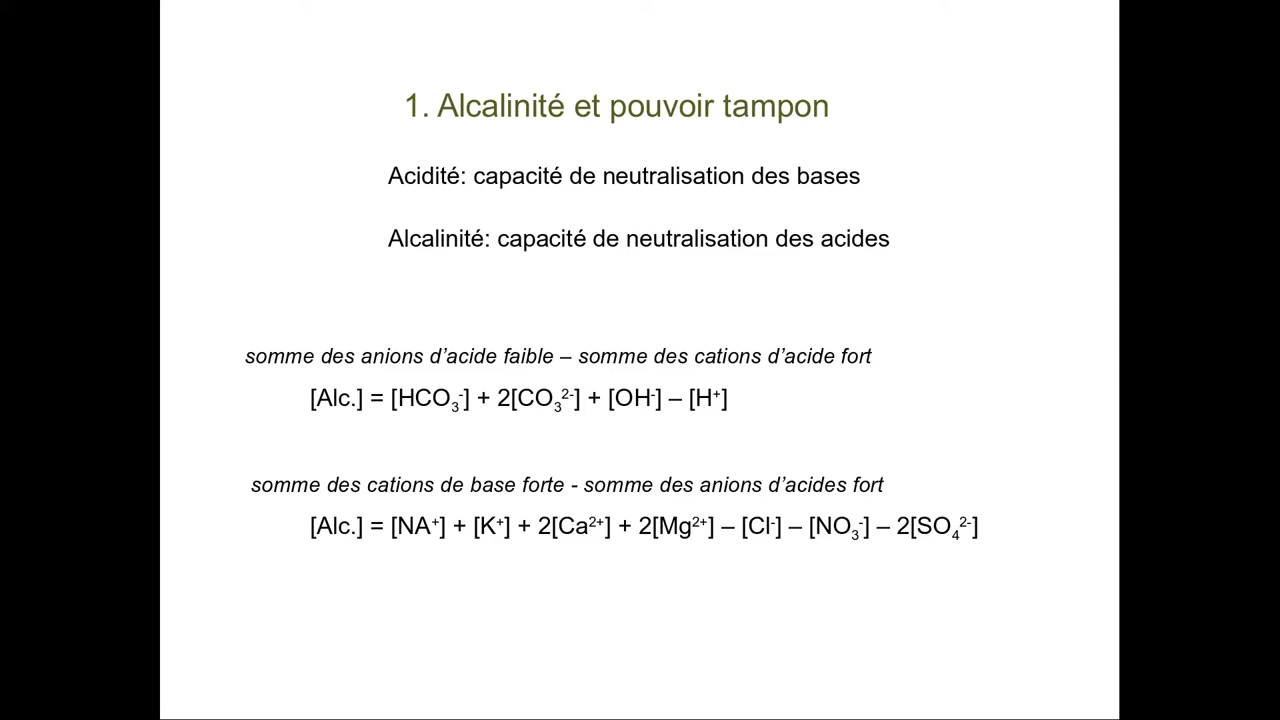 1. Alcalinité et pouvoir tampon
Acidité: capacité de neutralisation des bases
Alcalinité: capacité de neutralisation des acides
somme des anions d’acide faible – somme des cations d’acide fort
[Alc.] = [HCO₃⁻] + 2[CO₃²⁻] + [OH⁻] – [H⁺]
somme des cations de base forte - somme des anions d’acides fort
[Alc.] = [NA⁺] + [K⁺] + 2[Ca²⁺] + 2[Mg²⁺] – [Cl⁻] – [NO₃⁻] – 2[SO₄²⁻]